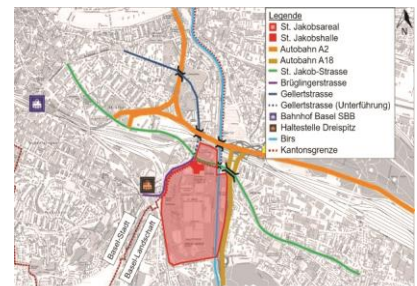 Legende
St. Jakobsareal
St. Jakobshalle
Autobahn A2
Autobahn A18
St. Jakob-Strasse
Brüglingerstrasse
Gellertstrasse
Gellertstrasse (Unterführung)
Bahnhof Basel SBB
Haltestelle Dreispitz
Birs
Kantonsgrenze
N
Basel-Stadt
Basel-Landschaft